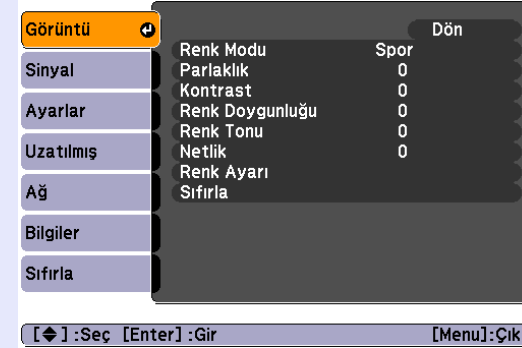 Görüntü
Sinyal
Ayarlar
Uzatılmış
Ağ
Bilgiler
Sıfırla
Dön
Renk Modu Spor
Parlaklık 0
Kontrast 0
Renk Doygunluğu 0
Renk Tonu 0
Netlik 0
Renk Ayarı
Sıfırla
[◆]:Seç [Enter]:Gir [Menu]:Çık